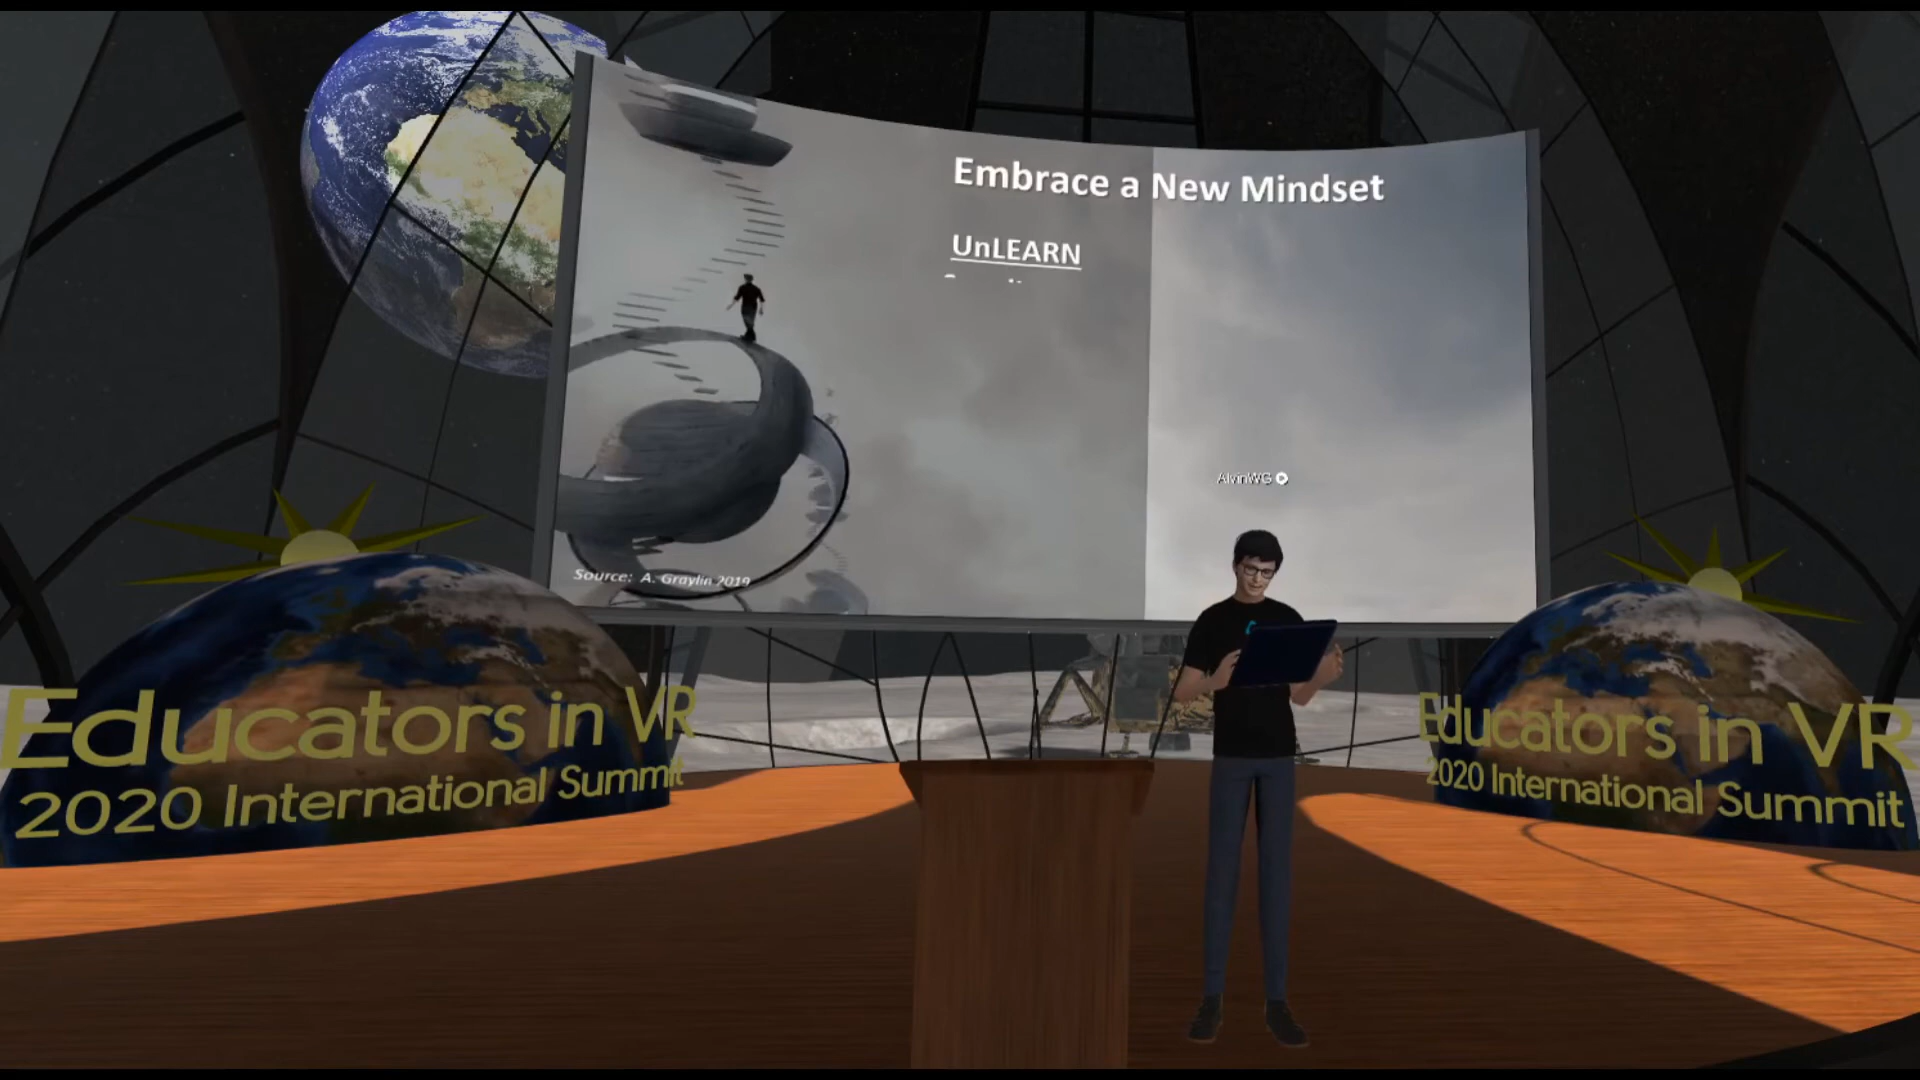 Embrace a New Mindset
UnLEARN
AlvinWG
Source: A. Graylin 2019
Educators in VR
2020 International Summit
Educators in VR
2020 International Summit